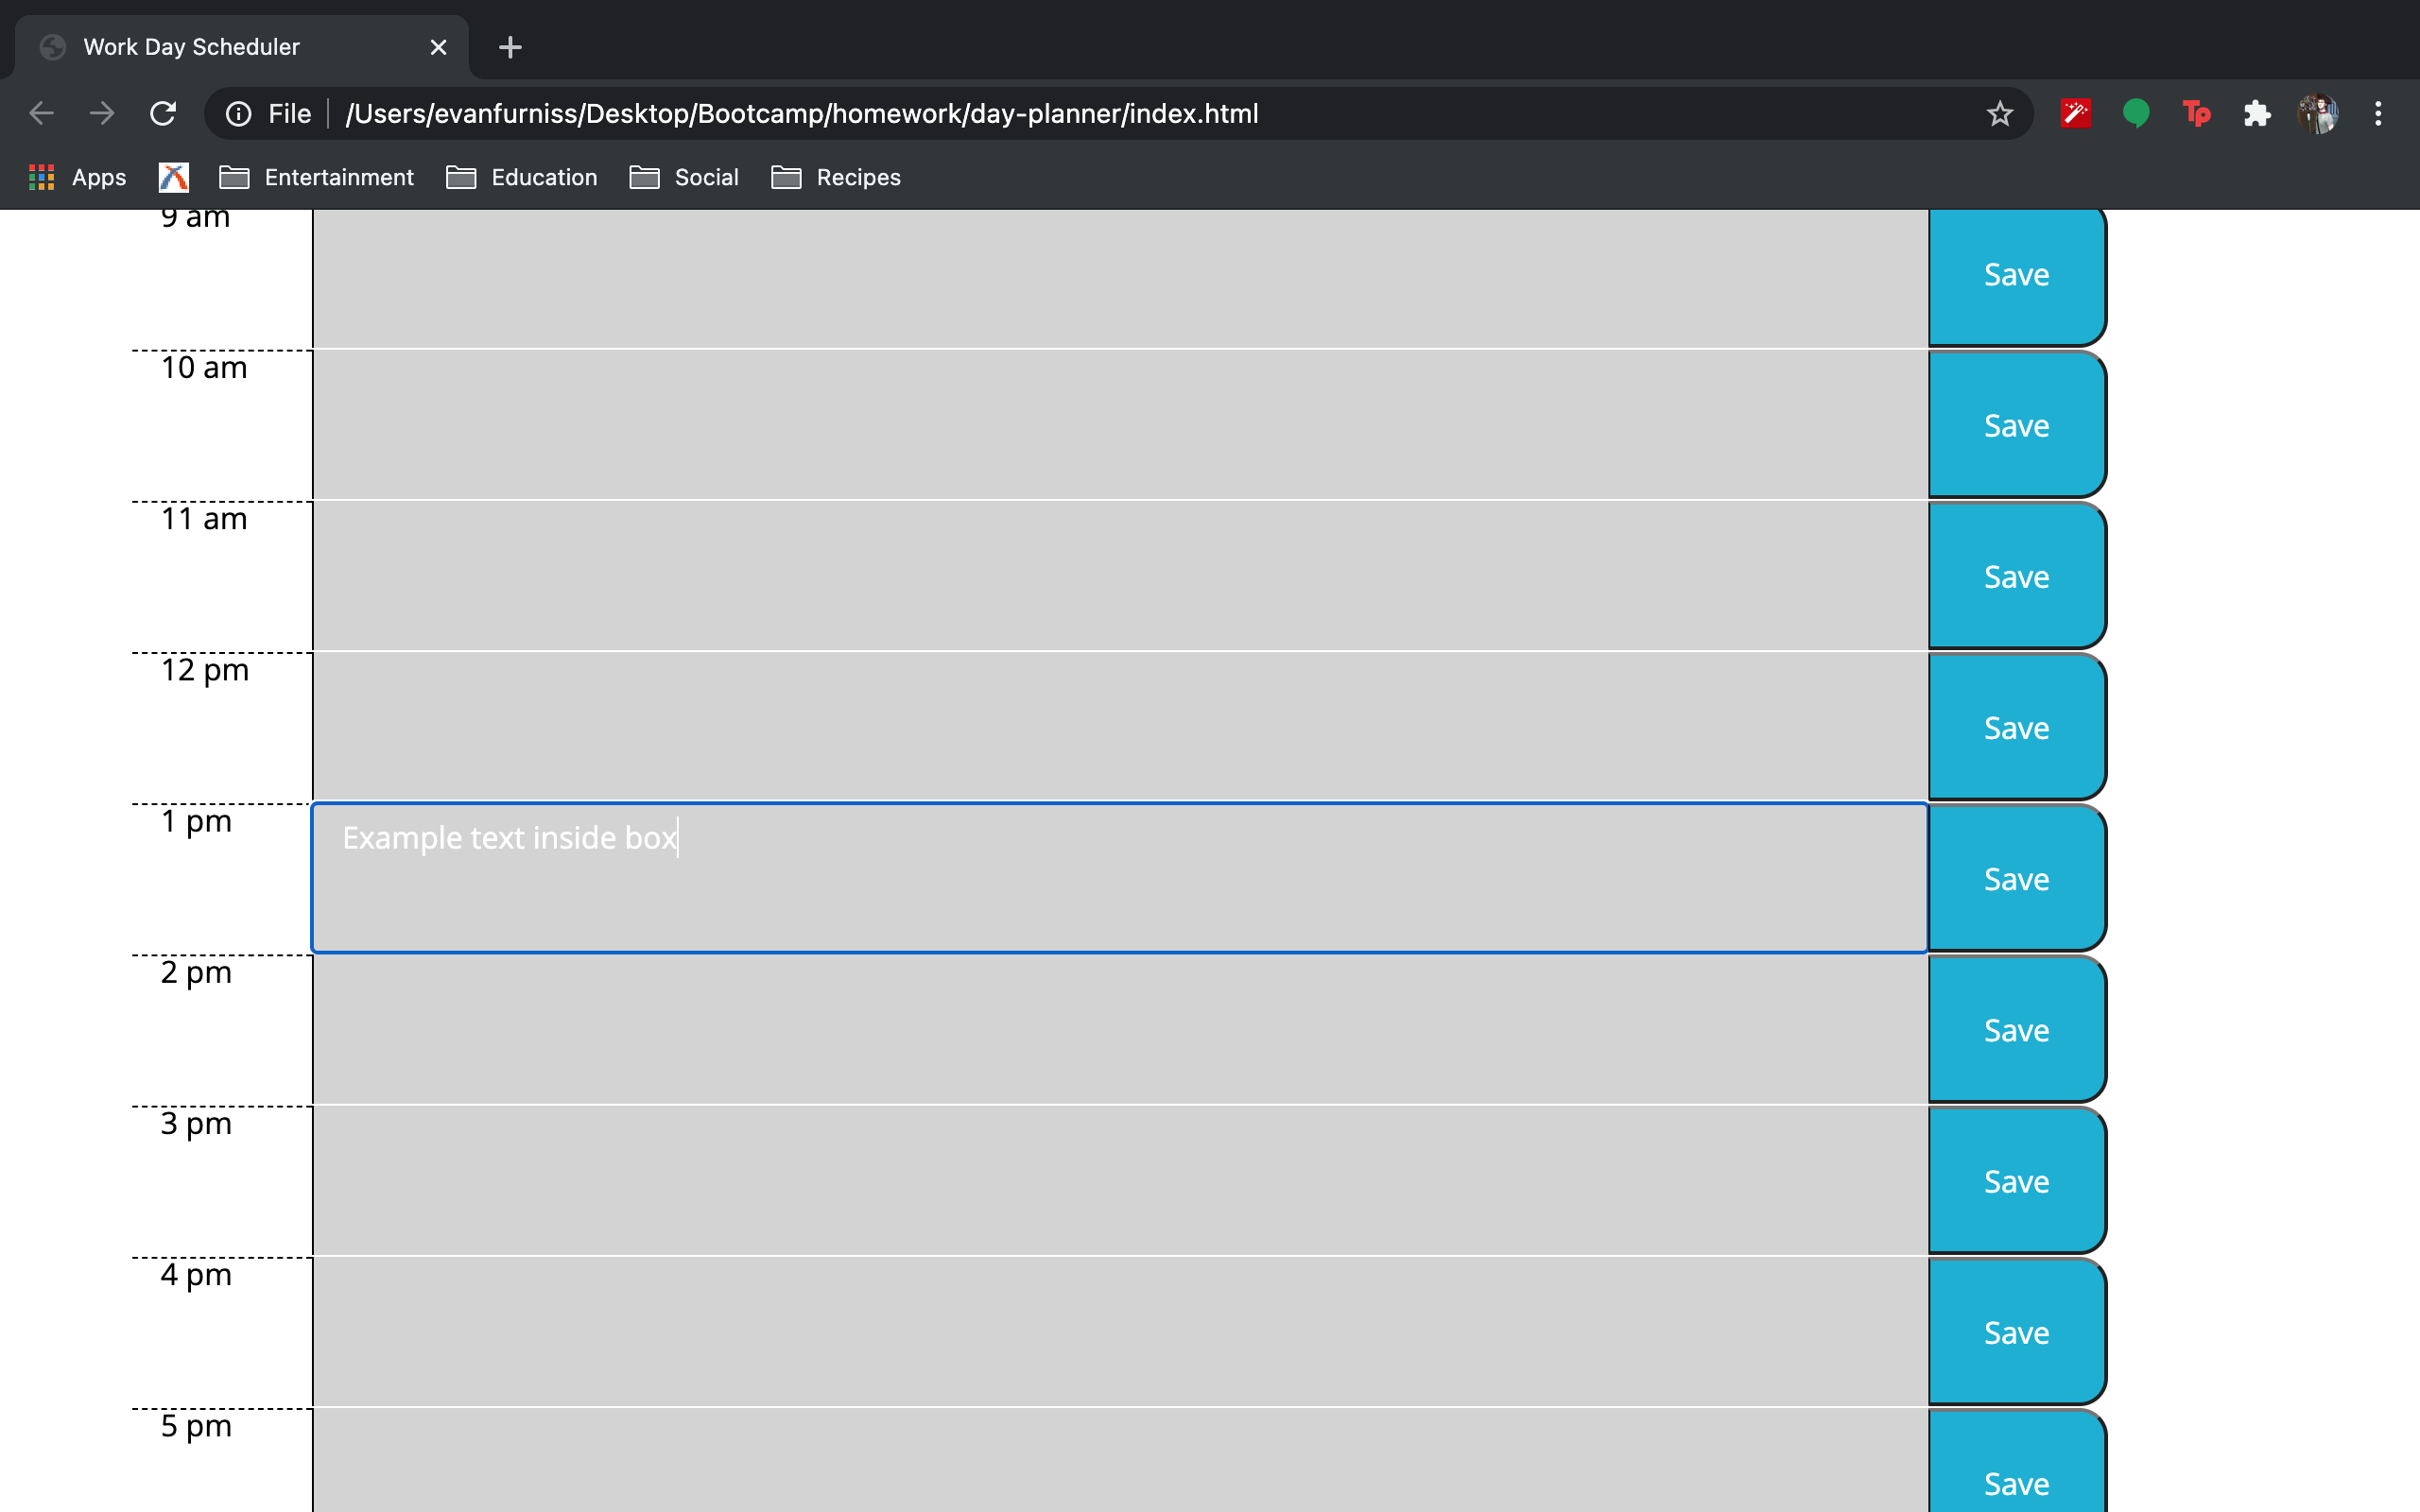 Work Day Scheduler
File /Users/evanfurniss/Desktop/Bootcamp/homework/day-planner/index.html
Tp
Apps Entertainment Education Social Recipes
9 am
Save
10 am
Save
11 am
Save
12 pm
Save
1 pm
Example text inside box
Save
2 pm
Save
3 pm
Save
4 pm
Save
5 pm
Save